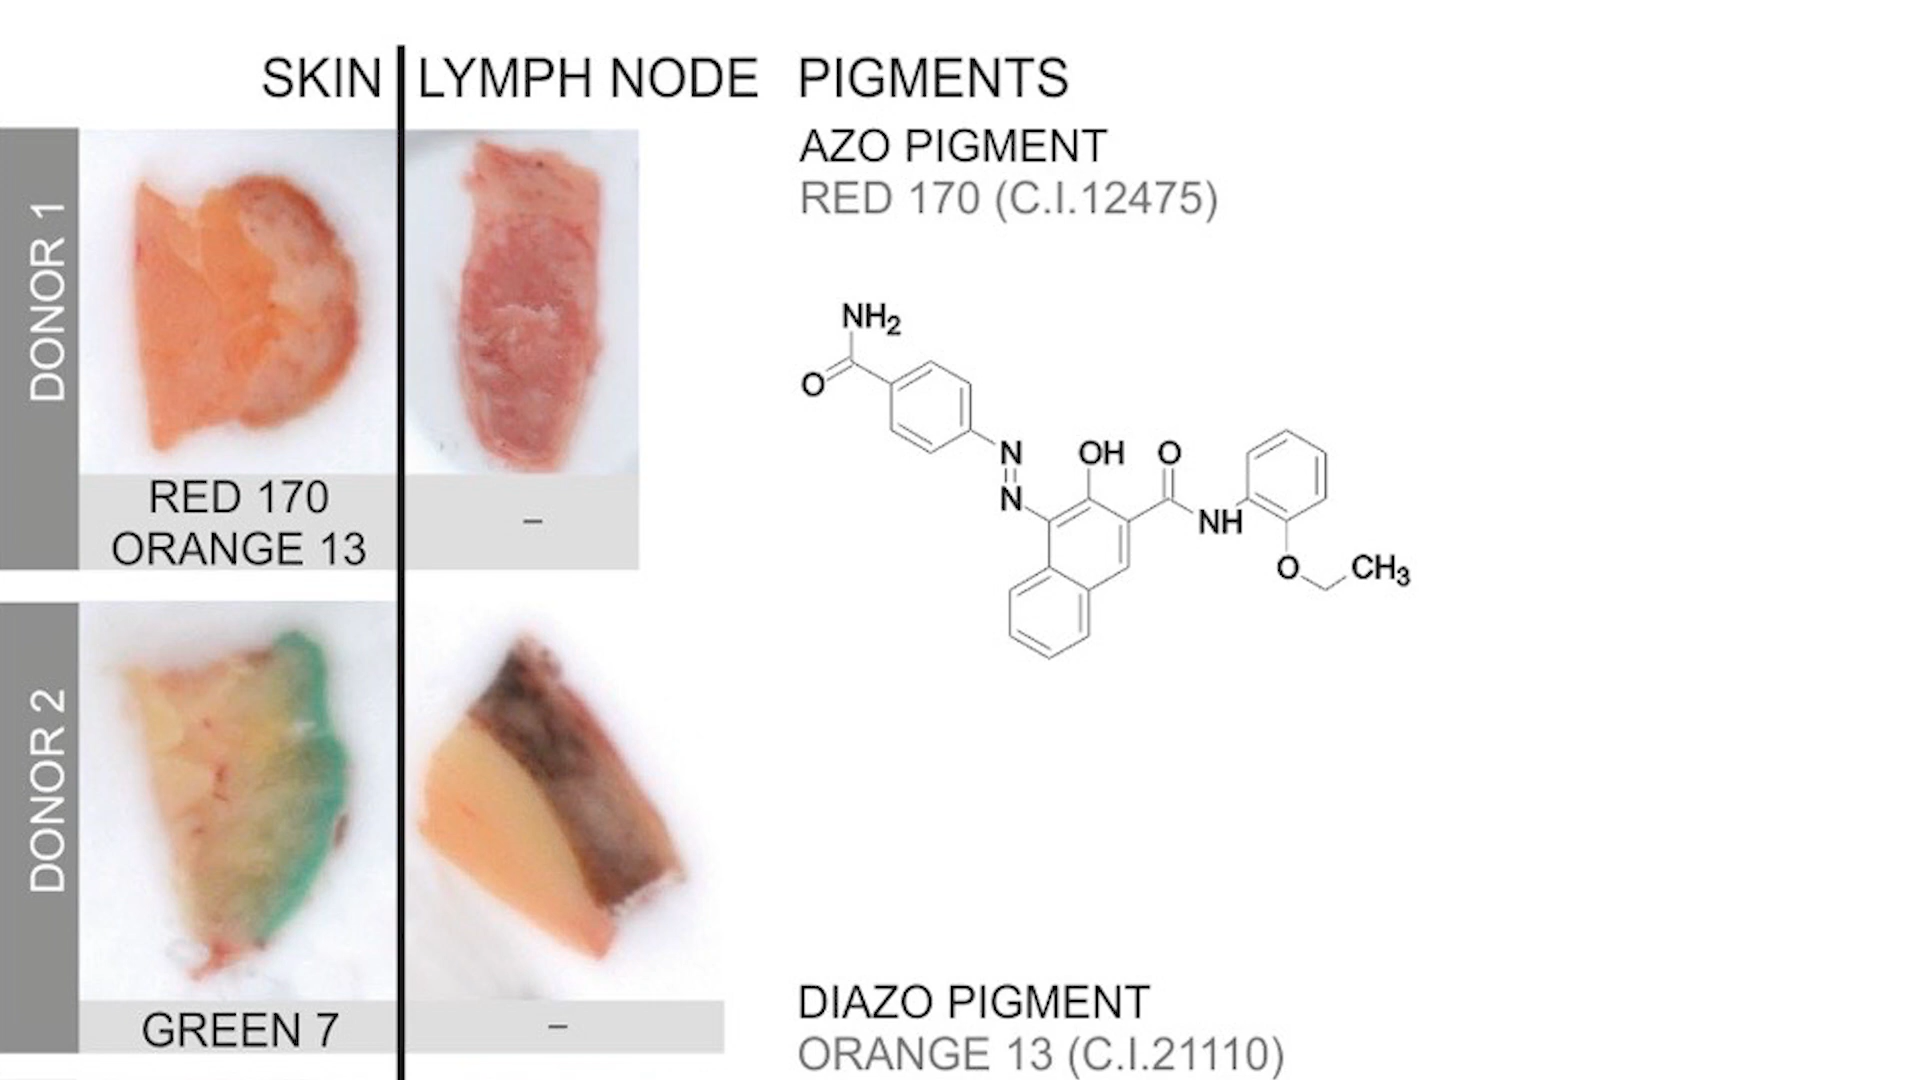 SKIN LYMPH NODE PIGMENTS
AZO PIGMENT
RED 170 (C.I.12475)
DONOR 1
NH2
O
N
N
OH
O
NH
O
CH3
RED 170
ORANGE 13
–
DONOR 2
GREEN 7
–
DIAZO PIGMENT
ORANGE 13 (C.I.21110)